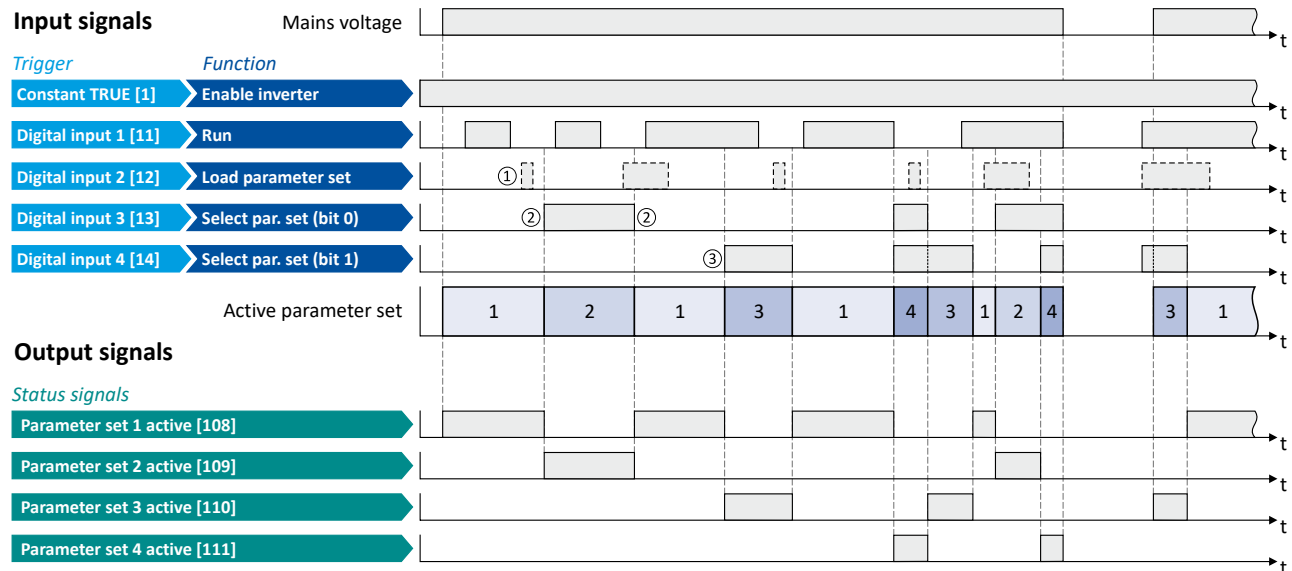 Input signals
Mains voltage
t
Trigger Function
Constant TRUE [1] Enable inverter
t
Digital input 1 [11] Run
t
Digital input 2 [12] Load parameter set ①
t
Digital input 3 [13] Select par. set (bit 0) ② ②
t
Digital input 4 [14] Select par. set (bit 1) ③
t
Active parameter set 1 2 1 3 1 4 3 1 2 4 3 1
t
Output signals
Status signals
Parameter set 1 active [108]
t
Parameter set 2 active [109]
t
Parameter set 3 active [110]
t
Parameter set 4 active [111]
t